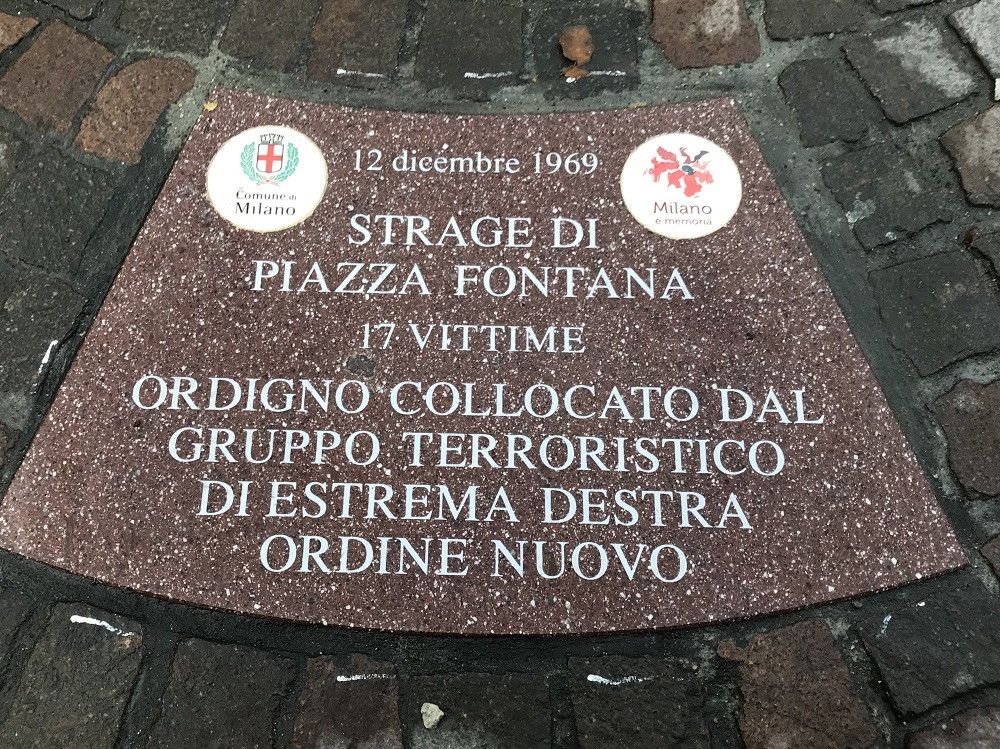 Comune di
Milano
12 dicembre 1969
Milano
è memoria
STRAGE DI
PIAZZA FONTANA
17 VITTIME
ORDIGNO COLLOCATO DAL
GRUPPO TERRORISTICO
DI ESTREMA DESTRA
ORDINE NUOVO